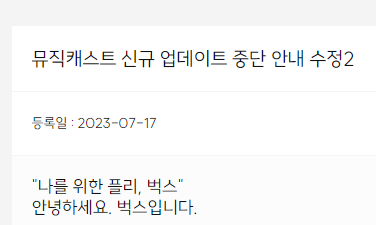 뮤직캐스트 신규 업데이트 중단 안내 수정2
등록일 : 2023-07-17
"나를 위한 플리, 벅스"
안녕하세요. 벅스입니다.